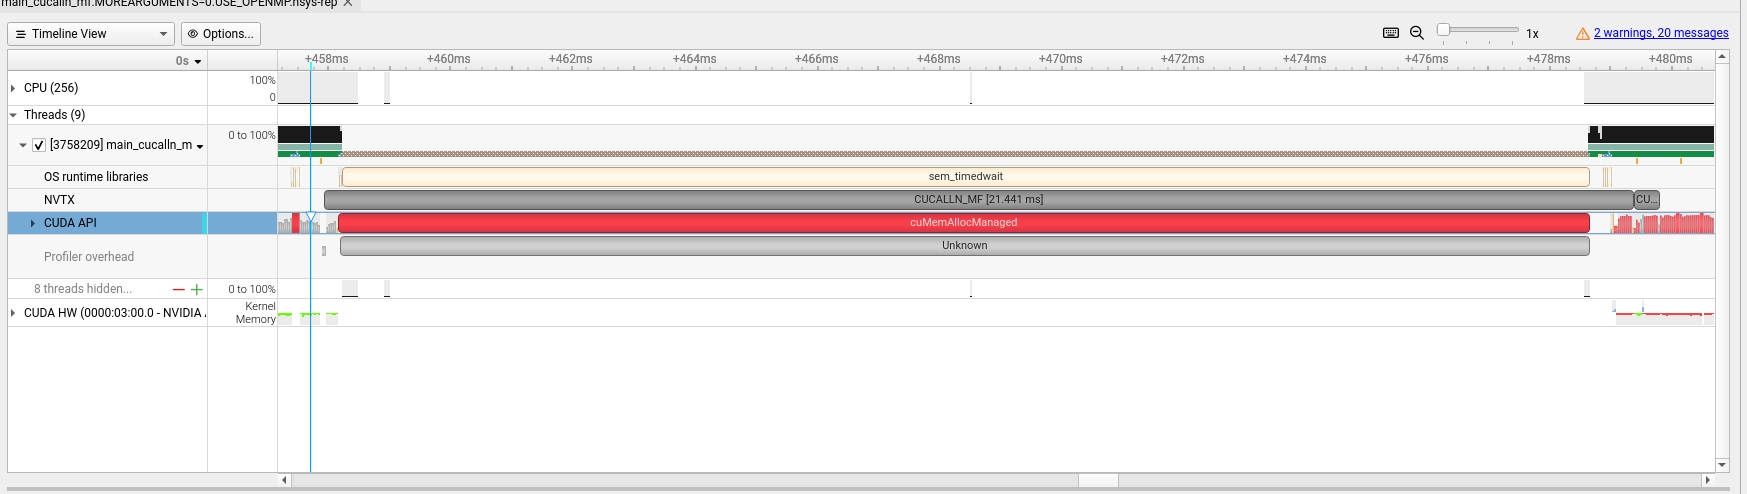 main_cucalln_mf.MOREARGUMENTS=0.USE_OPENMP.nsys-rep
Timeline View
Options...
1x
2 warnings, 20 messages
0s
+458ms
+460ms
+462ms
+464ms
+466ms
+468ms
+470ms
+472ms
+474ms
+476ms
+478ms
+480ms
CPU (256)
100%
0
Threads (9)
[3758209] main_cucalln_m
0 to 100%
OS runtime libraries
sem_timedwait
NVTX
CUCALLN_MF [21.441 ms]
CU...
CUDA API
cuMemAllocManaged
Profiler overhead
Unknown
8 threads hidden...
0 to 100%
CUDA HW (0000:03:00.0 - NVIDIA
Kernel
Memory